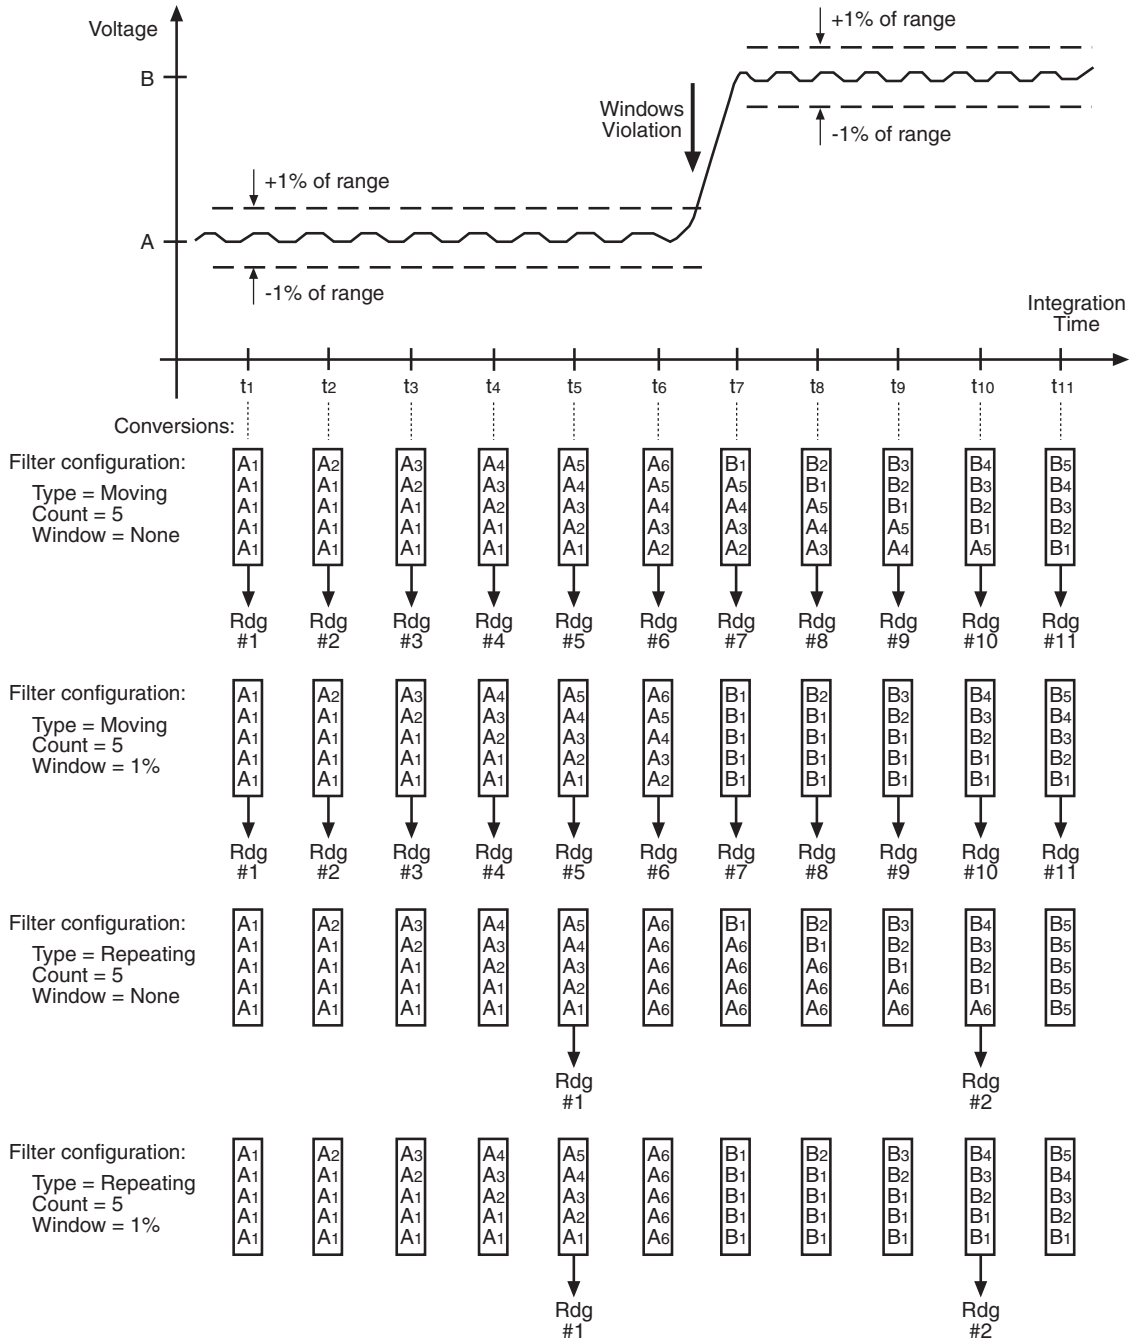 Voltage
+1% of range
B
Windows
Violation
-1% of range
+1% of range
A
-1% of range
Integration
Time
t1 t2 t3 t4 t5 t6 t7 t8 t9 t10 t11
Conversions:
Filter configuration:
Type = Moving
Count = 5
Window = None
A1 A2 A3 A4 A5 A6 B1 B2 B3 B4 B5
A1 A1 A2 A3 A4 A5 A5 B1 B2 B3 B4
A1 A1 A1 A2 A3 A4 A4 A5 B1 B2 B3
A1 A1 A1 A1 A2 A3 A3 A4 A5 B1 B2
A1 A1 A1 A1 A1 A2 A2 A3 A4 A5 B1
Rdg Rdg Rdg Rdg Rdg Rdg Rdg Rdg Rdg Rdg Rdg
#1 #2 #3 #4 #5 #6 #7 #8 #9 #10 #11
Filter configuration:
Type = Moving
Count = 5
Window = 1%
A1 A2 A3 A4 A5 A6 B1 B2 B3 B4 B5
A1 A1 A2 A3 A4 A5 B1 B1 B2 B3 B4
A1 A1 A1 A2 A3 A4 B1 B1 B1 B2 B3
A1 A1 A1 A1 A2 A3 B1 B1 B1 B1 B2
A1 A1 A1 A1 A1 A2 B1 B1 B1 B1 B1
Rdg Rdg Rdg Rdg Rdg Rdg Rdg Rdg Rdg Rdg Rdg
#1 #2 #3 #4 #5 #6 #7 #8 #9 #10 #11
Filter configuration:
Type = Repeating
Count = 5
Window = None
A1 A2 A3 A4 A5 A6 B1 B2 B3 B4 B5
A1 A1 A2 A3 A4 A6 A6 B1 B2 B3 B5
A1 A1 A1 A2 A3 A6 A6 A6 B1 B2 B5
A1 A1 A1 A1 A2 A6 A6 A6 A6 B1 B5
A1 A1 A1 A1 A1 A6 A6 A6 A6 A6 B5
Rdg Rdg
#1 #2
Filter configuration:
Type = Repeating
Count = 5
Window = 1%
A1 A2 A3 A4 A5 A6 B1 B2 B3 B4 B5
A1 A1 A2 A3 A4 A6 B1 B1 B2 B3 B4
A1 A1 A1 A2 A3 A6 B1 B1 B1 B2 B3
A1 A1 A1 A1 A2 A6 B1 B1 B1 B1 B2
A1 A1 A1 A1 A1 A6 B1 B1 B1 B1 B1
Rdg Rdg
#1 #2